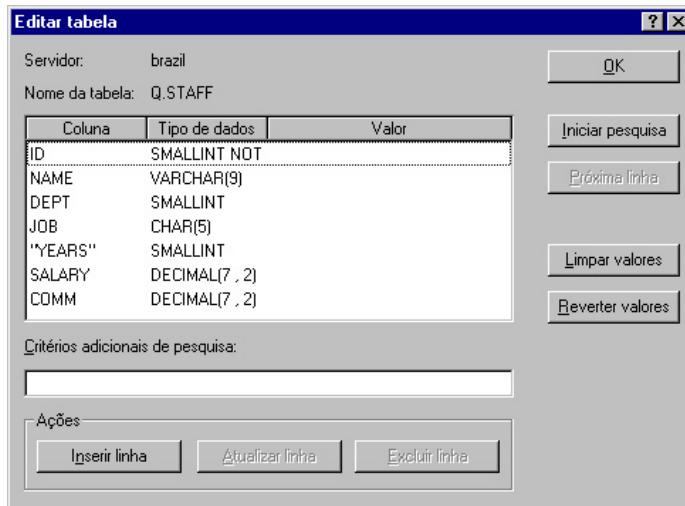 Editar tabela
Servidor: brazil
OK
Nome da tabela: Q.STAFF
Coluna Tipo de dados Valor
Iniciar pesquisa
ID SMALLINT NOT
NAME VARCHAR(9)
Próxima linha
DEPT SMALLINT
JOB CHAR(5)
"YEARS" SMALLINT
Limpar valores
SALARY DECIMAL(7 , 2)
COMM DECIMAL(7 , 2)
Reverter valores
Critérios adicionais de pesquisa:
Ações
Inserir linha Atualizar linha Excluir linha